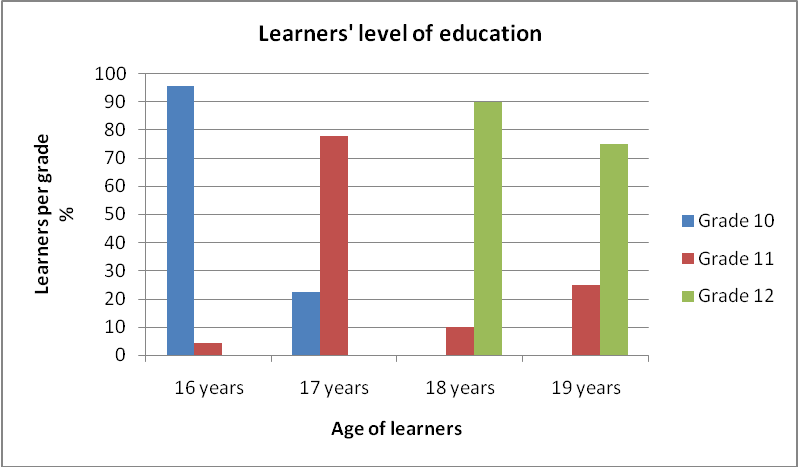 Learners' level of education
Learners per grade
%
100
90
80
70
60
50
40
30
20
10
0
16 years
17 years
18 years
19 years
Age of learners
Grade 10
Grade 11
Grade 12